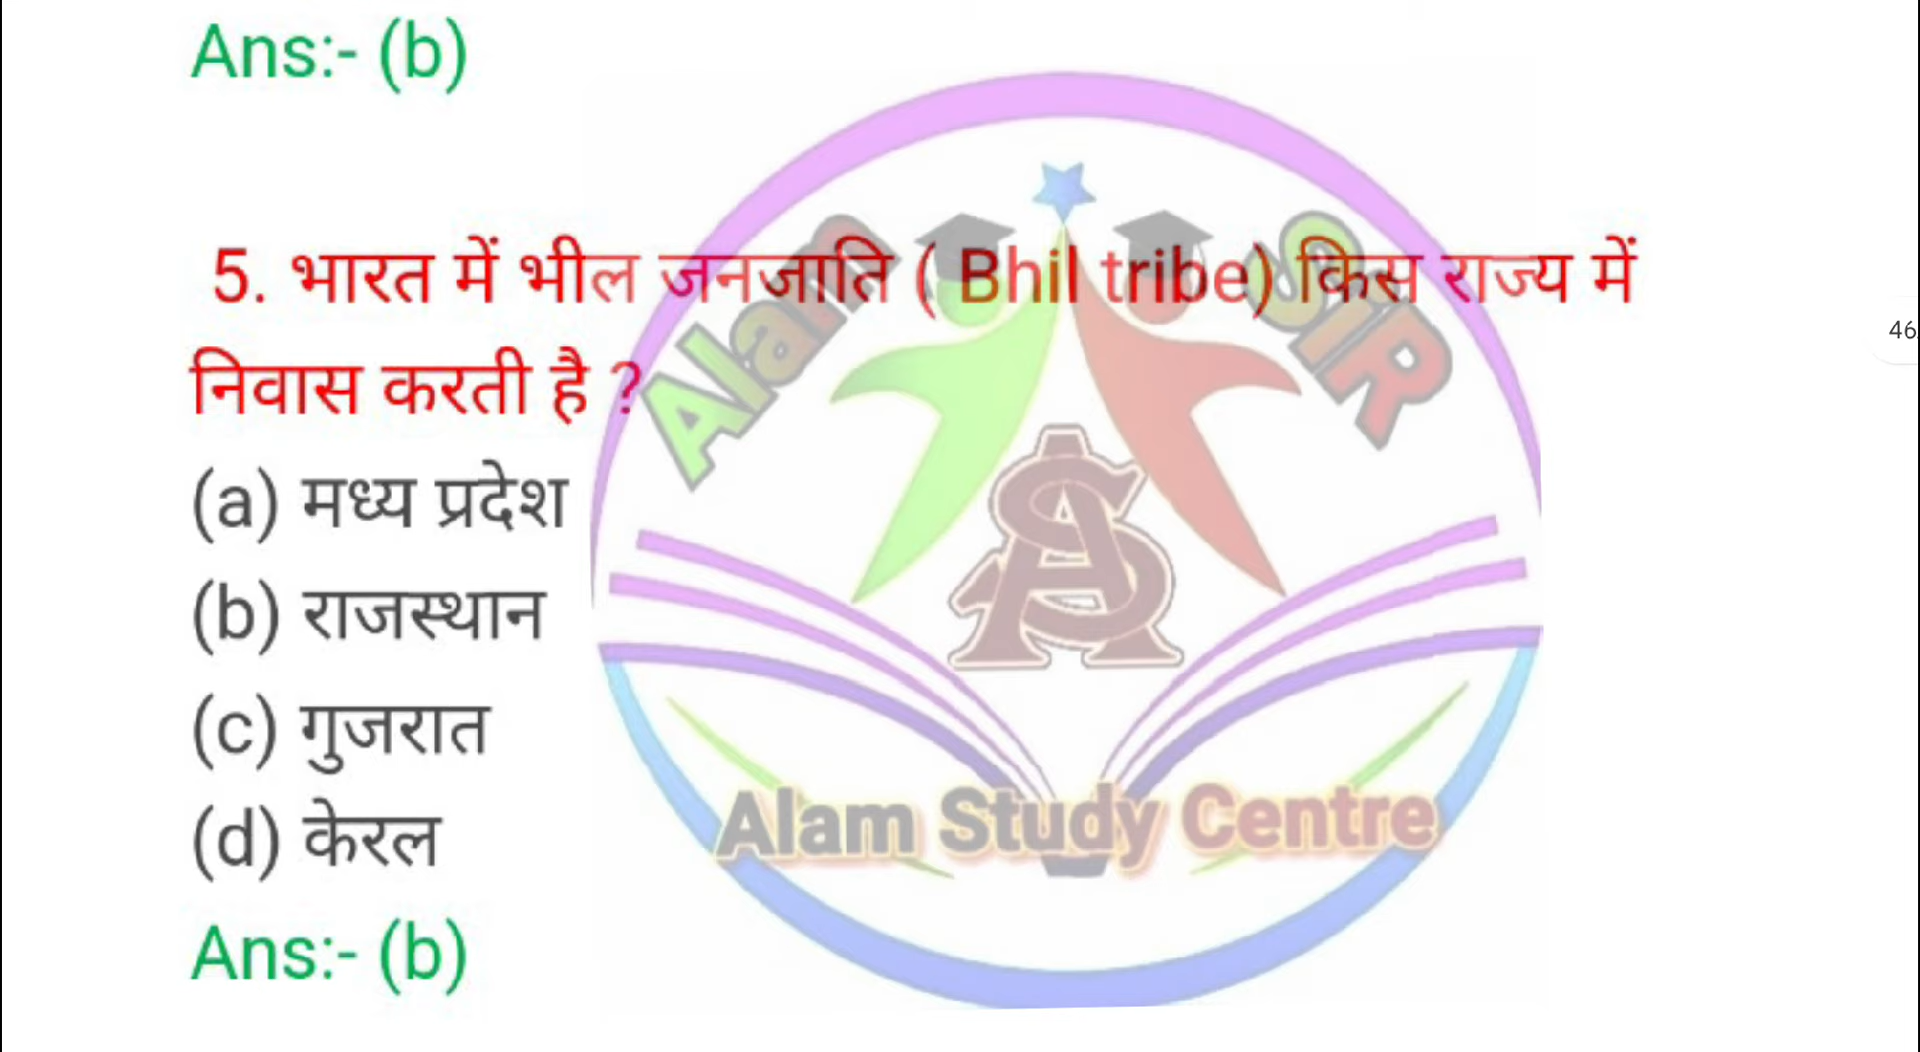 Ans:- (b)
5. भारत में भील जनजाति ( Bhil tribe) किस राज्य में
निवास करती है ?
(a) मध्य प्रदेश
(b) राजस्थान
(c) गुजरात
(d) केरल
Ans:- (b)
Alam SIR
AS
Alam Study Centre
46